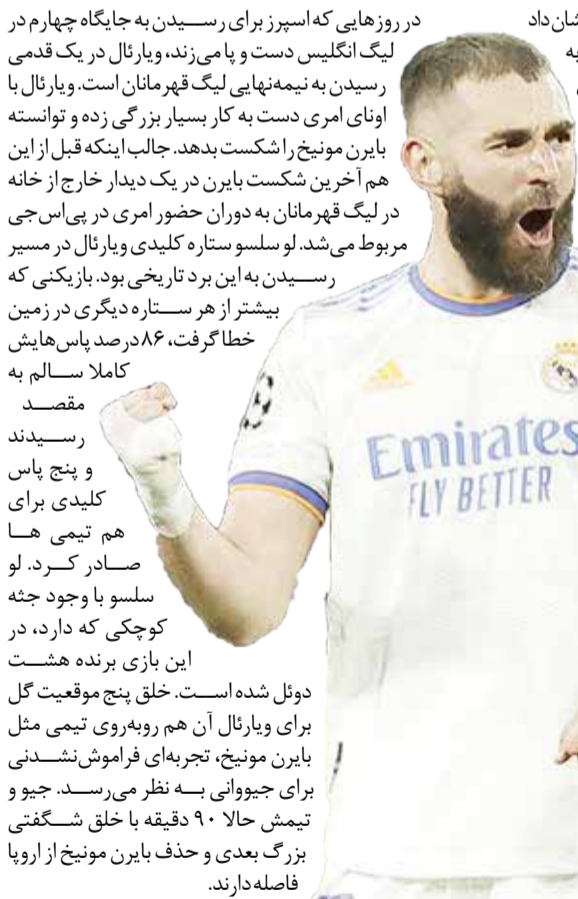 شان داد
به
در روزهایی که اسپرز برای رسیدن به جایگاه چهارم در
لیگ انگلیس دست و پا می‌زند، ویارئال در یک قدمی
رسیدن به نیمه‌نهایی لیگ قهرمانان است. ویارئال با
اونای امری دست به کار بسیار بزرگی زده و توانسته
بایرن مونیخ را شکست بدهد. جالب اینکه قبل از این
هم آخرین شکست بایرن در یک دیدار خارج از خانه
در لیگ قهرمانان به دوران حضور امری در پی‌اس‌جی
مربوط می‌شد. لو سلسو ستاره کلیدی ویارئال در مسیر
رسیدن به این برد تاریخی بود. بازیکنی که
بیشتر از هر ستاره دیگری در زمین
خطا گرفت، ۸۶درصد پاس‌هایش
کاملا سالم به
مقصد
رسیدند
و پنج پاس
کلیدی برای
هم تیمی ها
صادر کرد. لو
سلسو با وجود جثه
کوچکی که دارد، در
این بازی برنده هشت
دوئل شده است. خلق پنج موقعیت گل
برای ویارئال آن هم روبه‌روی تیمی مثل
بایرن مونیخ، تجربه‌ای فراموش‌نشدنی
برای جیووانی به نظر می‌رسد. جیو و
تیمش حالا ۹۰ دقیقه با خلق شگفتی
بزرگ بعدی و حذف بایرن مونیخ از اروپا
فاصله‌دارند.
Emirates
FLY BETTER